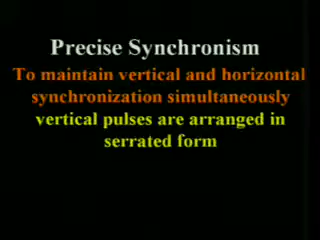 Precise Synchronism
To maintain vertical and horizontal
synchronization simultaneously
vertical pulses are arranged in
serrated form